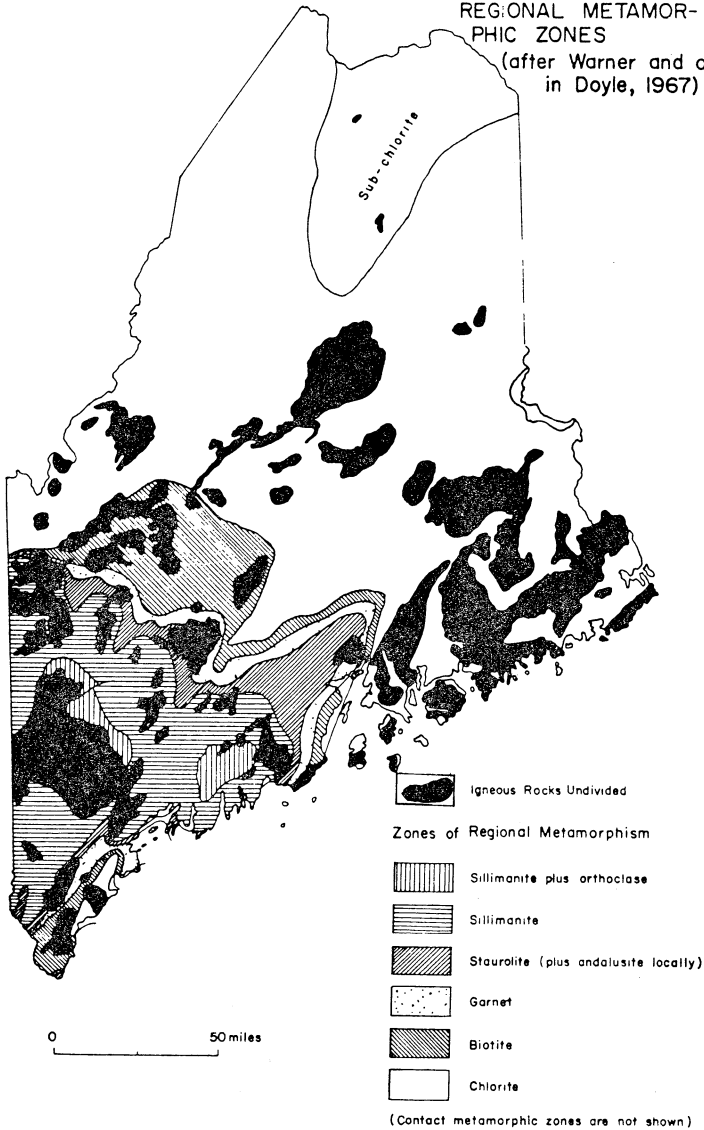 REGIONAL METAMOR-
PHIC ZONES
(after Warner and
in Doyle, 1967)
Sub-chlorite
Igneous Rocks Undivided
Zones of Regional Metamorphism
Sillimanite plus orthoclase
Sillimanite
Staurolite (plus andalusite locally)
Garnet
Biotite
Chlorite
0 50 miles
(Contact metamorphic zones are not shown)